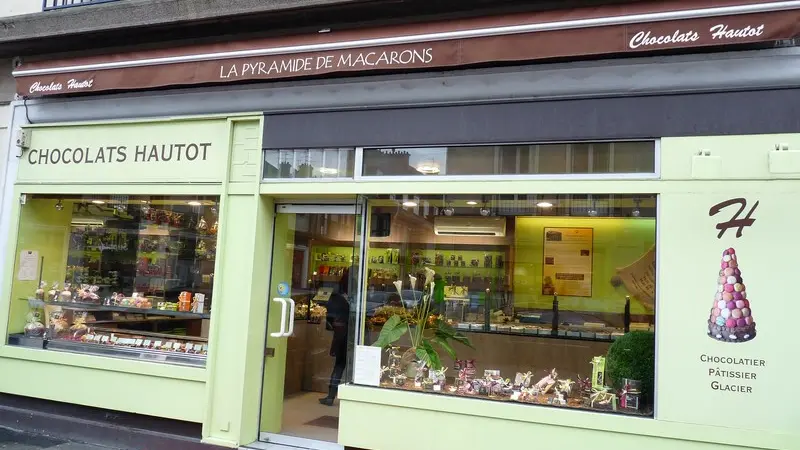 Chocolats Hautot
LA PYRAMIDE DE MACARONS
Chocolats Hautot
CHOCOLATS HAUTOT
H
CHOCOLATIER
PÂTISSIER
GLACIER